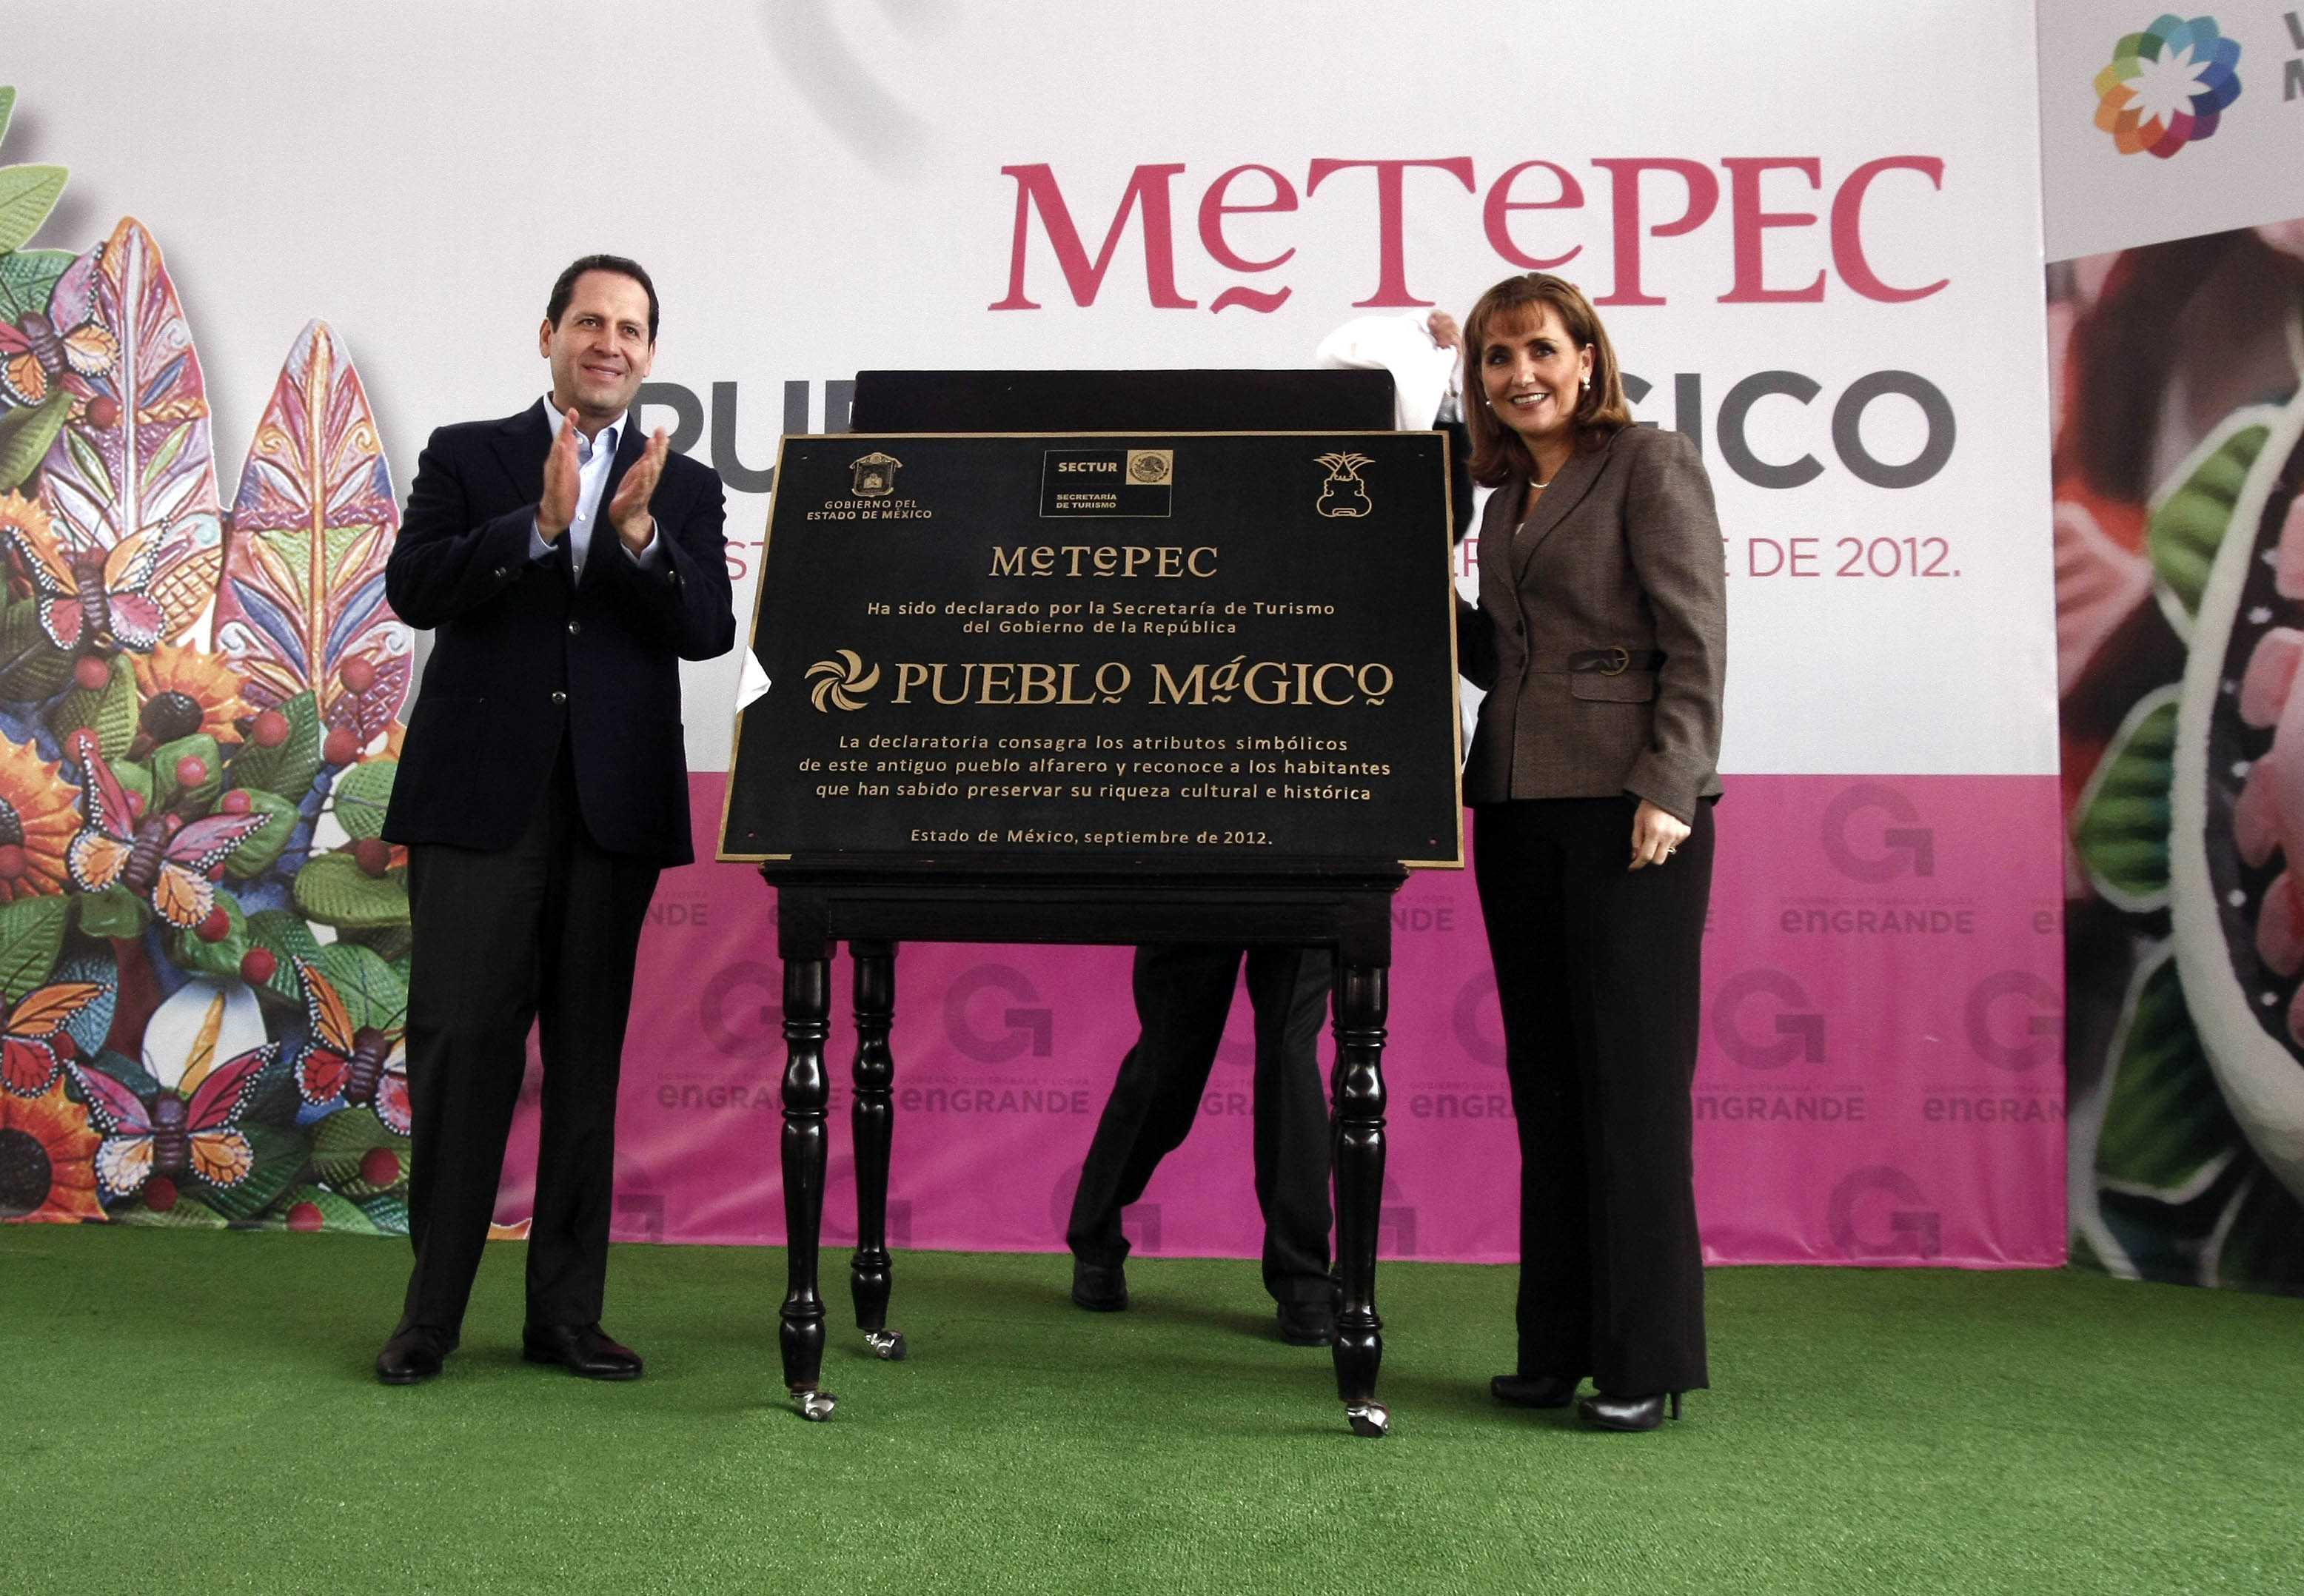 METEPEC
GICO
E DE 2012.
GOBIERNO DEL
ESTADO DE MÉXICO
SECTUR
SECRETARÍA
DE TURISMO
METEPEC
Ha sido declarado por la Secretaría de Turismo
del Gobierno de la República
PUEBLO MÁGICO
La declaratoria consagra los atributos simbólicos
de este antiguo pueblo alfarero y reconoce a los habitantes
que han sabido preservar su riqueza cultural e histórica
Estado de México, septiembre de 2012.
enGRANDE
enGRANDE